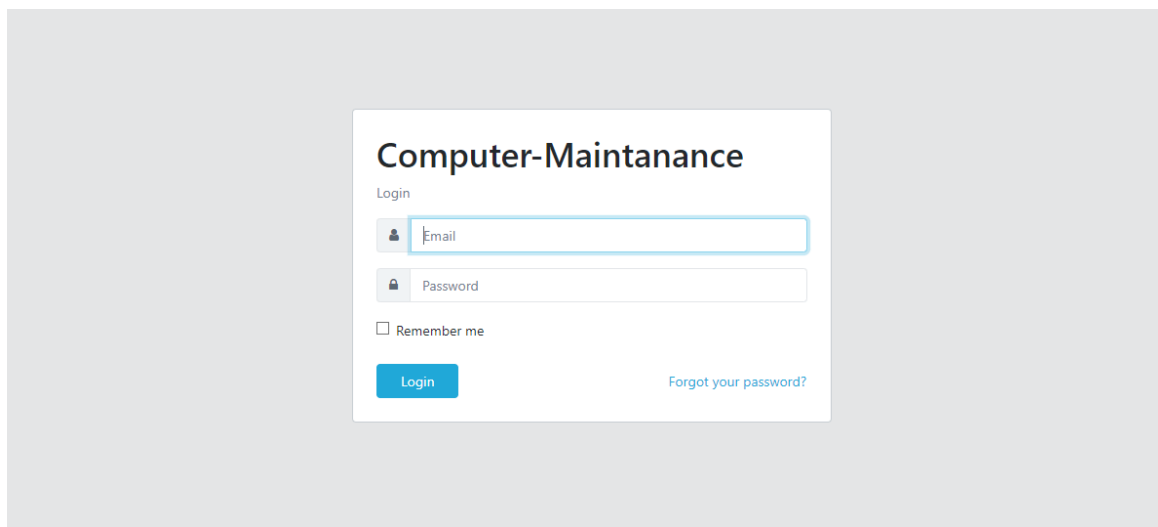 Computer-Maintanance
Login
Email
Password
Remember me
Login Forgot your password?